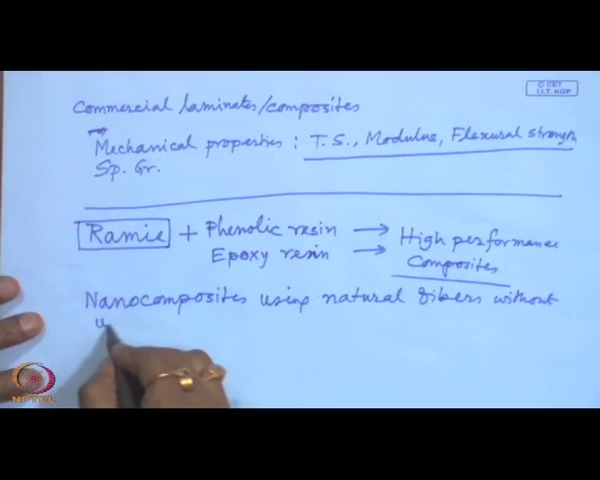 © CET
I.I.T. KGP
Commercial laminates/composites
Mechanical properties : T.S., Modulus, Flexural strength
Sp. Gr.
Ramie + Phenolic resin → High performance
Epoxy resin → Composites
Nanocomposites using natural fibers without
u
NPTEL